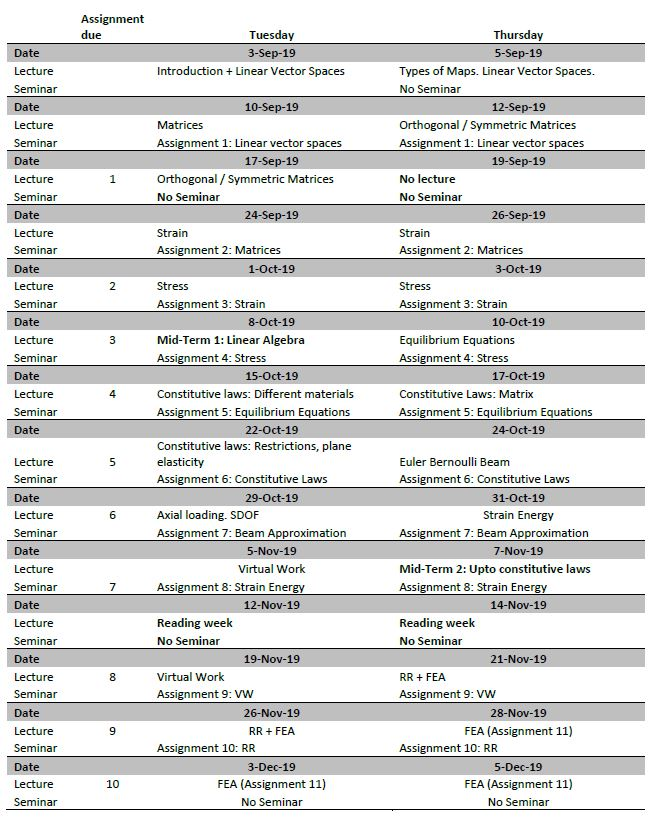 Assignment
due Tuesday Thursday
Date 3-Sep-19 5-Sep-19
Lecture Introduction + Linear Vector Spaces Types of Maps. Linear Vector Spaces.
Seminar No Seminar
Date 10-Sep-19 12-Sep-19
Lecture Matrices Orthogonal / Symmetric Matrices
Seminar Assignment 1: Linear vector spaces Assignment 1: Linear vector spaces
Date 17-Sep-19 19-Sep-19
Lecture 1 Orthogonal / Symmetric Matrices No lecture
Seminar No Seminar No Seminar
Date 24-Sep-19 26-Sep-19
Lecture Strain Strain
Seminar Assignment 2: Matrices Assignment 2: Matrices
Date 1-Oct-19 3-Oct-19
Lecture 2 Stress Stress
Seminar Assignment 3: Strain Assignment 3: Strain
Date 8-Oct-19 10-Oct-19
Lecture 3 Mid-Term 1: Linear Algebra Equilibrium Equations
Seminar Assignment 4: Stress Assignment 4: Stress
Date 15-Oct-19 17-Oct-19
Lecture 4 Constitutive laws: Different materials Constitutive Laws: Matrix
Seminar Assignment 5: Equilibrium Equations Assignment 5: Equilibrium Equations
Date 22-Oct-19 24-Oct-19
Constitutive laws: Restrictions, plane
Lecture 5 elasticity Euler Bernoulli Beam
Seminar Assignment 6: Constitutive Laws Assignment 6: Constitutive Laws
Date 29-Oct-19 31-Oct-19
Lecture 6 Axial loading. SDOF Strain Energy
Seminar Assignment 7: Beam Approximation Assignment 7: Beam Approximation
Date 5-Nov-19 7-Nov-19
Lecture Virtual Work Mid-Term 2: Upto constitutive laws
Seminar 7 Assignment 8: Strain Energy Assignment 8: Strain Energy
Date 12-Nov-19 14-Nov-19
Lecture Reading week Reading week
Seminar No Seminar No Seminar
Date 19-Nov-19 21-Nov-19
Lecture 8 Virtual Work RR + FEA
Seminar Assignment 9: VW Assignment 9: VW
Date 26-Nov-19 28-Nov-19
Lecture 9 RR + FEA FEA (Assignment 11)
Seminar Assignment 10: RR Assignment 10: RR
Date 3-Dec-19 5-Dec-19
Lecture 10 FEA (Assignment 11) FEA (Assignment 11)
Seminar No Seminar No Seminar